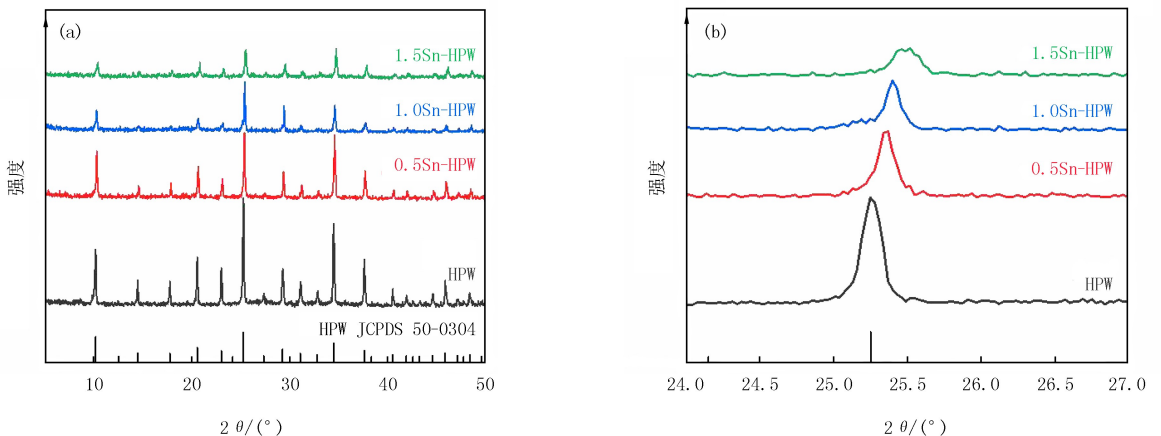 (a)
1.5Sn-HPW
1.0Sn-HPW
0.5Sn-HPW
HPW
HPW JCPDS 50-0304
强度
10 20 30 40 50
2 θ/(°)
(b)
1.5Sn-HPW
1.0Sn-HPW
0.5Sn-HPW
HPW
强度
24.0 24.5 25.0 25.5 26.0 26.5 27.0
2 θ/(°)